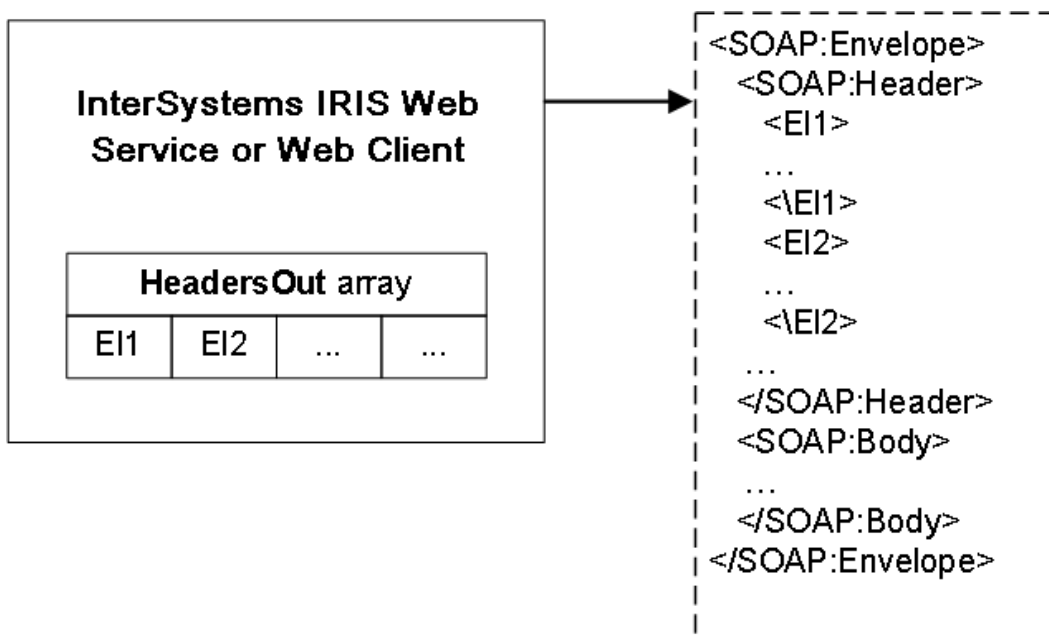 InterSystems IRIS Web
Service or Web Client
HeadersOut array
El1 El2 ... ...
<SOAP:Envelope>
<SOAP:Header>
<El1>
...
<\El1>
<El2>
...
<\El2>
...
</SOAP:Header>
<SOAP:Body>
...
</SOAP:Body>
</SOAP:Envelope>